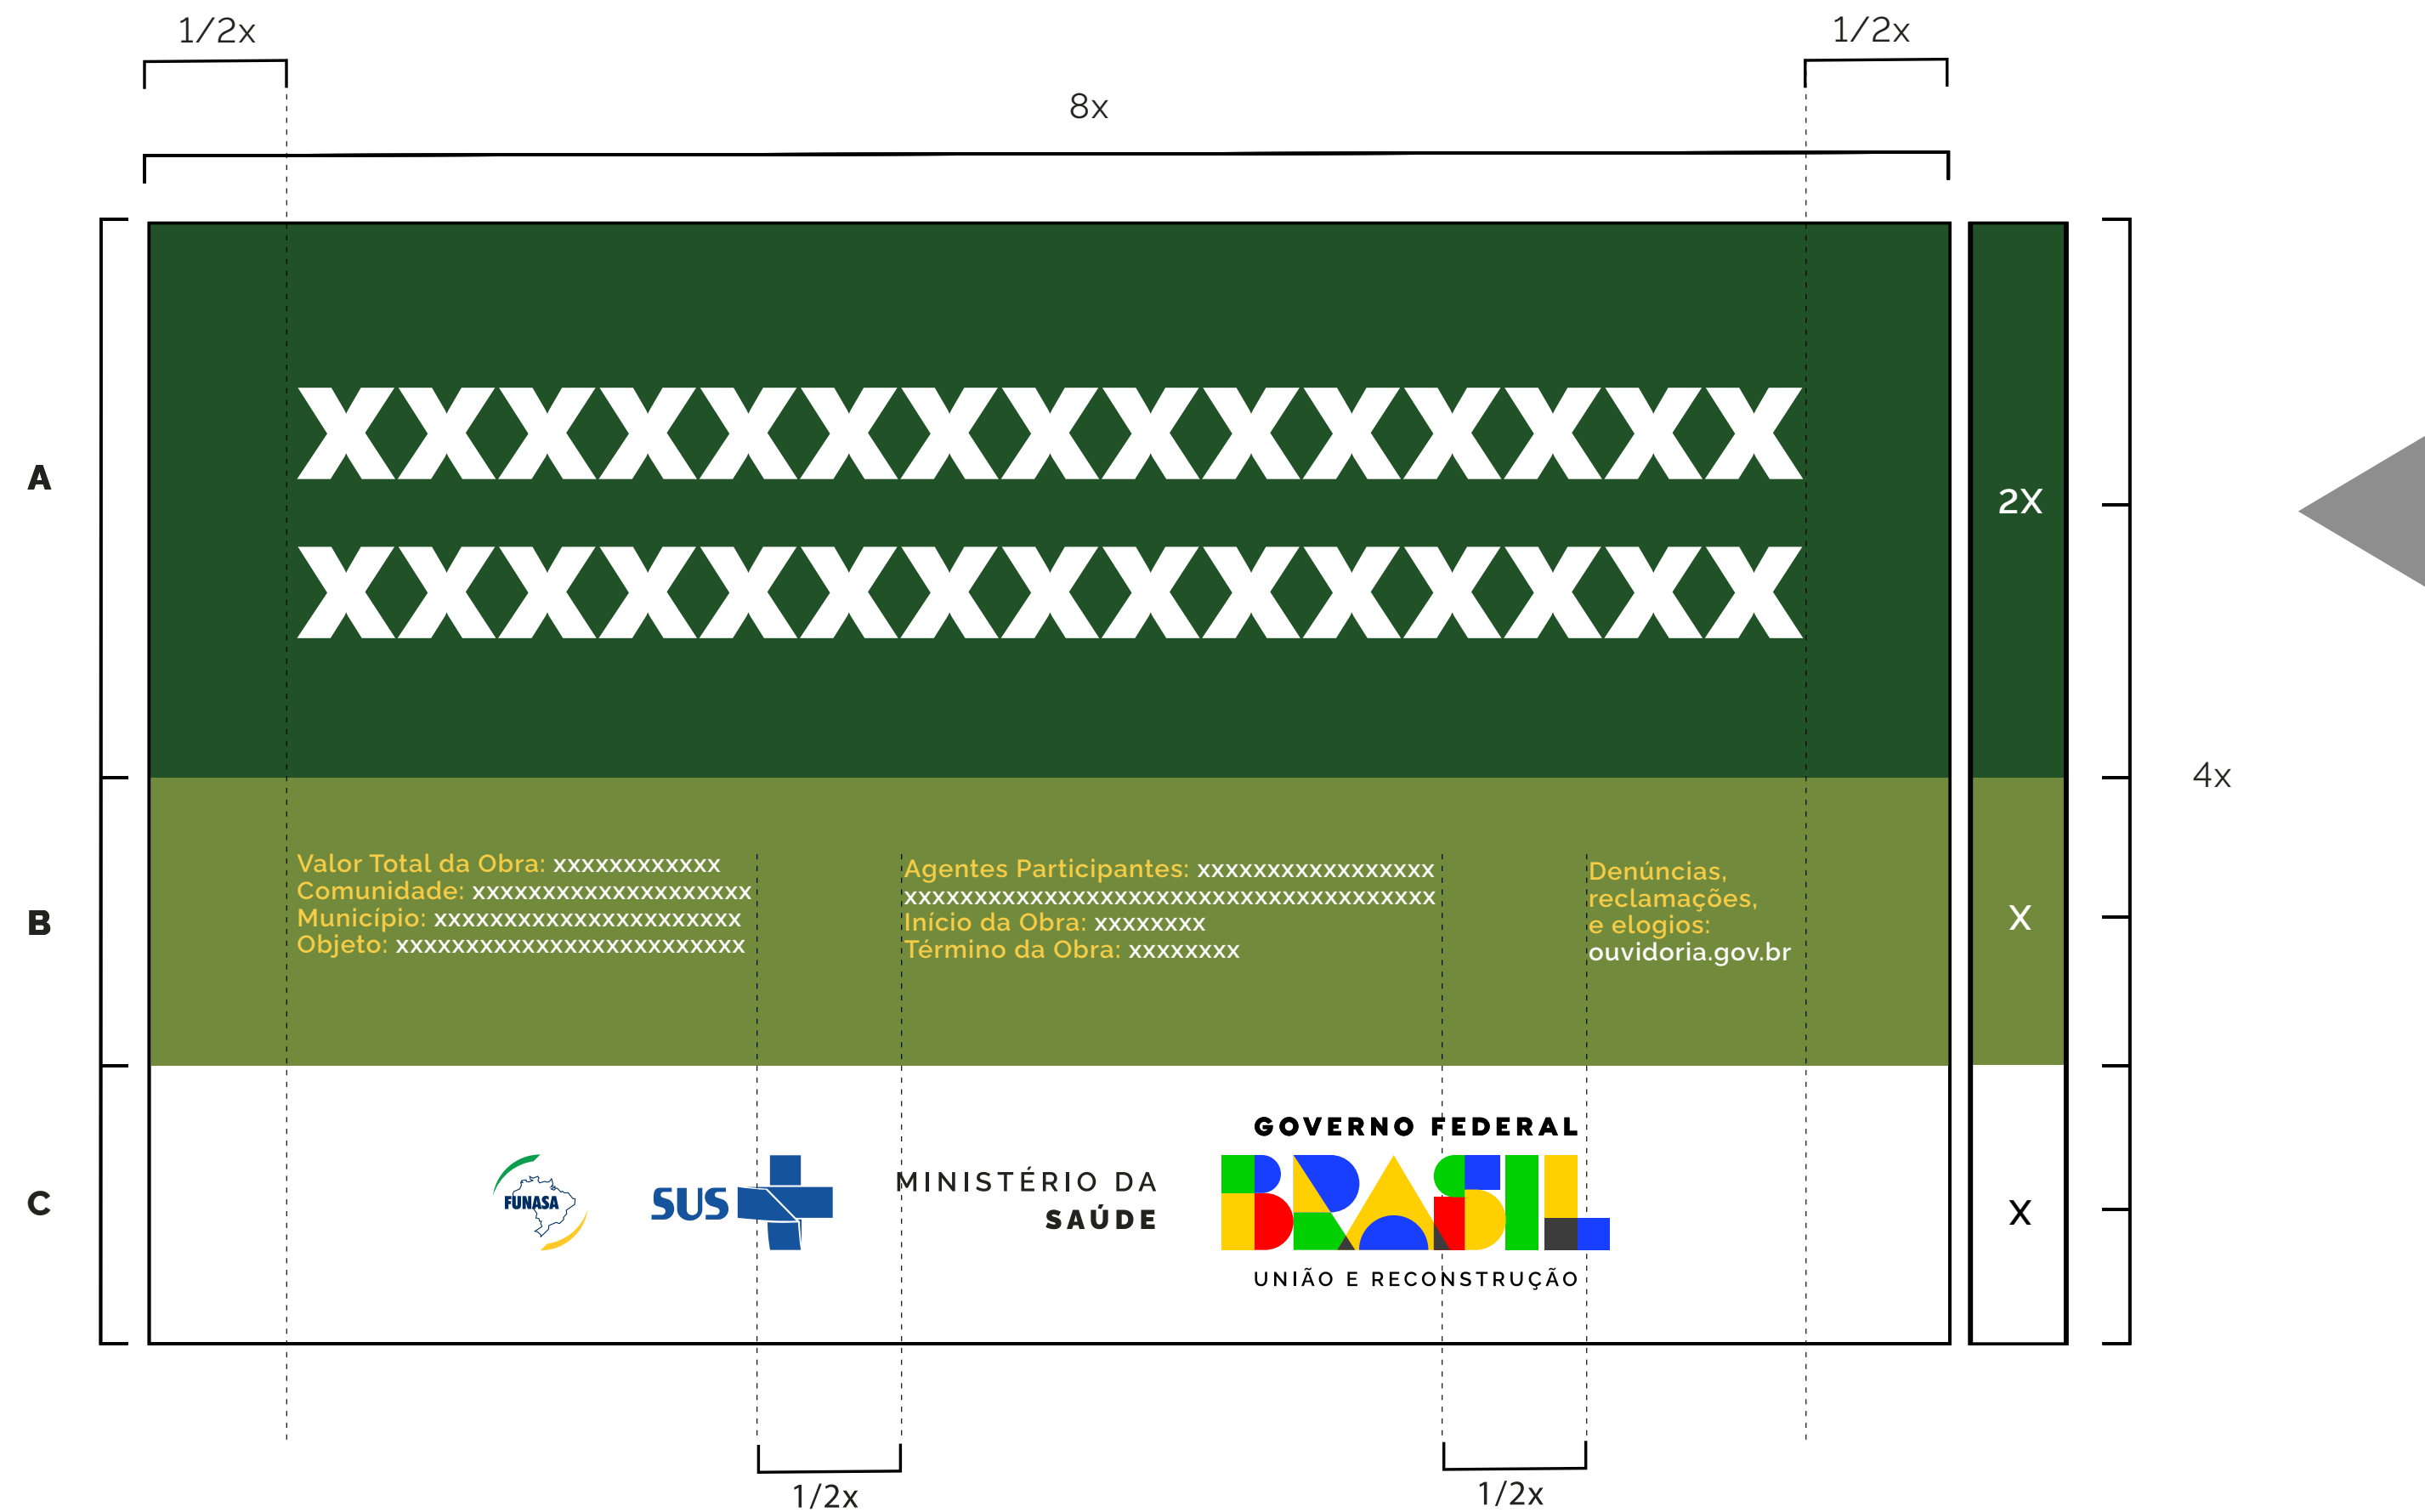 1/2x
1/2x
8x
A
XXXXXXXXXXXXXXX
XXXXXXXXXXXXXXX
2X
4x
B
Valor Total da Obra: xxxxxxxxxxxx
Comunidade: xxxxxxxxxxxxxxxxxxxx
Município: xxxxxxxxxxxxxxxxxxxxxx
Objeto: xxxxxxxxxxxxxxxxxxxxxxxxx
Agentes Participantes: xxxxxxxxxxxxxxxxx
xxxxxxxxxxxxxxxxxxxxxxxxxxxxxxxxxxxxxx
Início da Obra: xxxxxxxx
Término da Obra: xxxxxxxx
Denúncias,
reclamações,
e elogios:
ouvidoria.gov.br
X
C
FUNASA
SUS
MINISTÉRIO DA
SAÚDE
GOVERNO FEDERAL
BRASIL
UNIÃO E RECONSTRUÇÃO
X
1/2x
1/2x